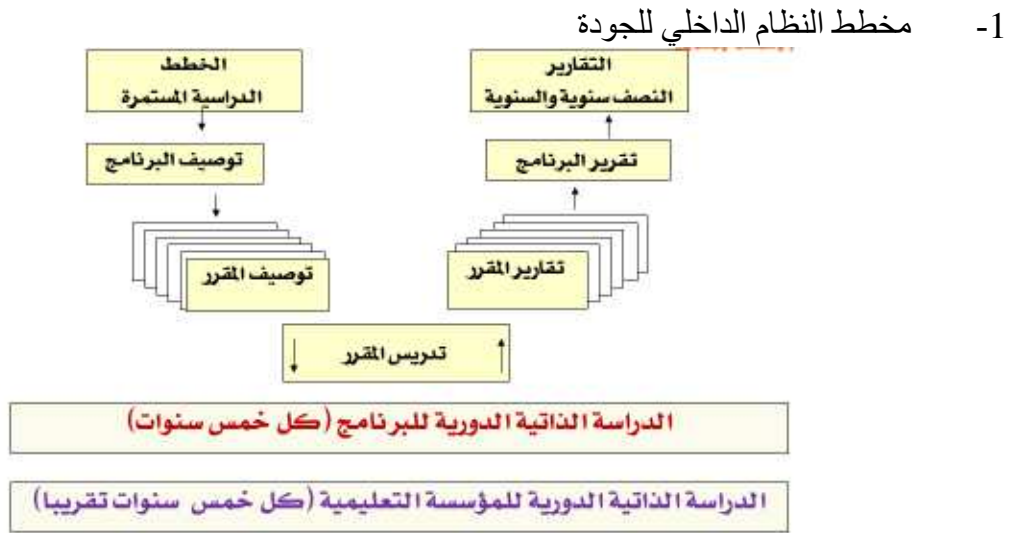 1- مخطط النظام الداخلي للجودة
التقارير
النصف سنوية والسنوية
الخطط
الدراسية المستمرة
تقرير البرنامج
توصيف البرنامج
تقارير المقرر
توصيف المقرر
تدريس المقرر
الدراسة الذاتية الدورية للبرنامج (كل خمس سنوات)
الدراسة الذاتية الدورية للمؤسسة التعليمية (كل خمس سنوات تقريبا)